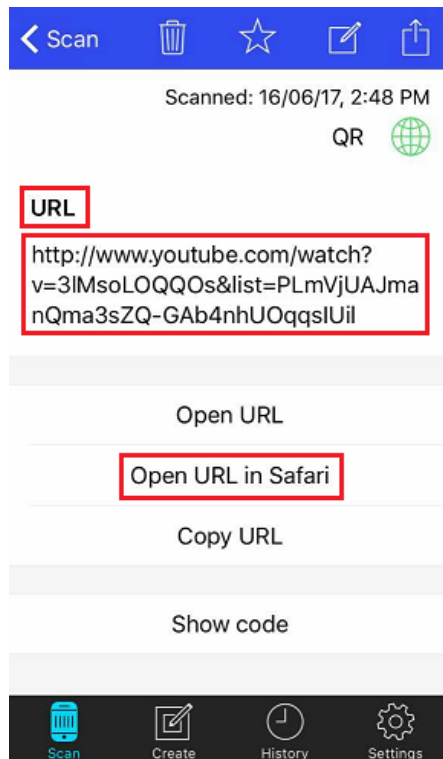 Scan
Scanned: 16/06/17, 2:48 PM
QR
URL
http://www.youtube.com/watch?
v=3lMsoLOQQOs&list=PLmVjUAJma
nQma3sZQ-GAb4nhUOqqsIUil
Open URL
Open URL in Safari
Copy URL
Show code
Scan Create History Settings